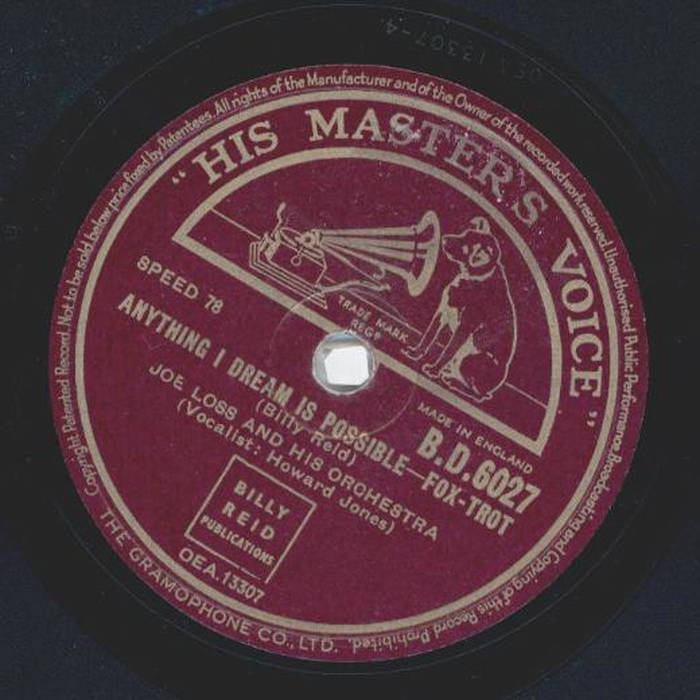 OEA 13307-4
Copyright Patented Record. Not to be sold below price fixed by Patentees. All rights of the Manufacturer and of the Owner of the recorded work reserved. Unauthorised Public Performance, Broadcasting and Copying of this Record Prohibited.
"HIS MASTER'S VOICE"
TRADE MARK
REGD
SPEED 78
MADE IN ENGLAND
B.D.6027
ANYTHING I DREAM IS POSSIBLE—FOX-TROT
(Billy Reid)
JOE LOSS AND HIS ORCHESTRA
(Vocalist: Howard Jones)
BILLY
REID
PUBLICATIONS
OEA.13307
THE GRAMOPHONE CO., LTD.